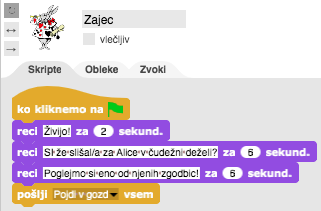 Zajec
vlečljiv
Skripte Obleke Zvoki
ko kliknemo na
reci Živijo! za 2 sekund.
reci Si že slišal/a za Alice v čudežni deželi? za 5 sekund.
reci Poglejmo si eno od njenih zgodbic! za 5 sekund.
pošlji Pojdi v gozd vsem